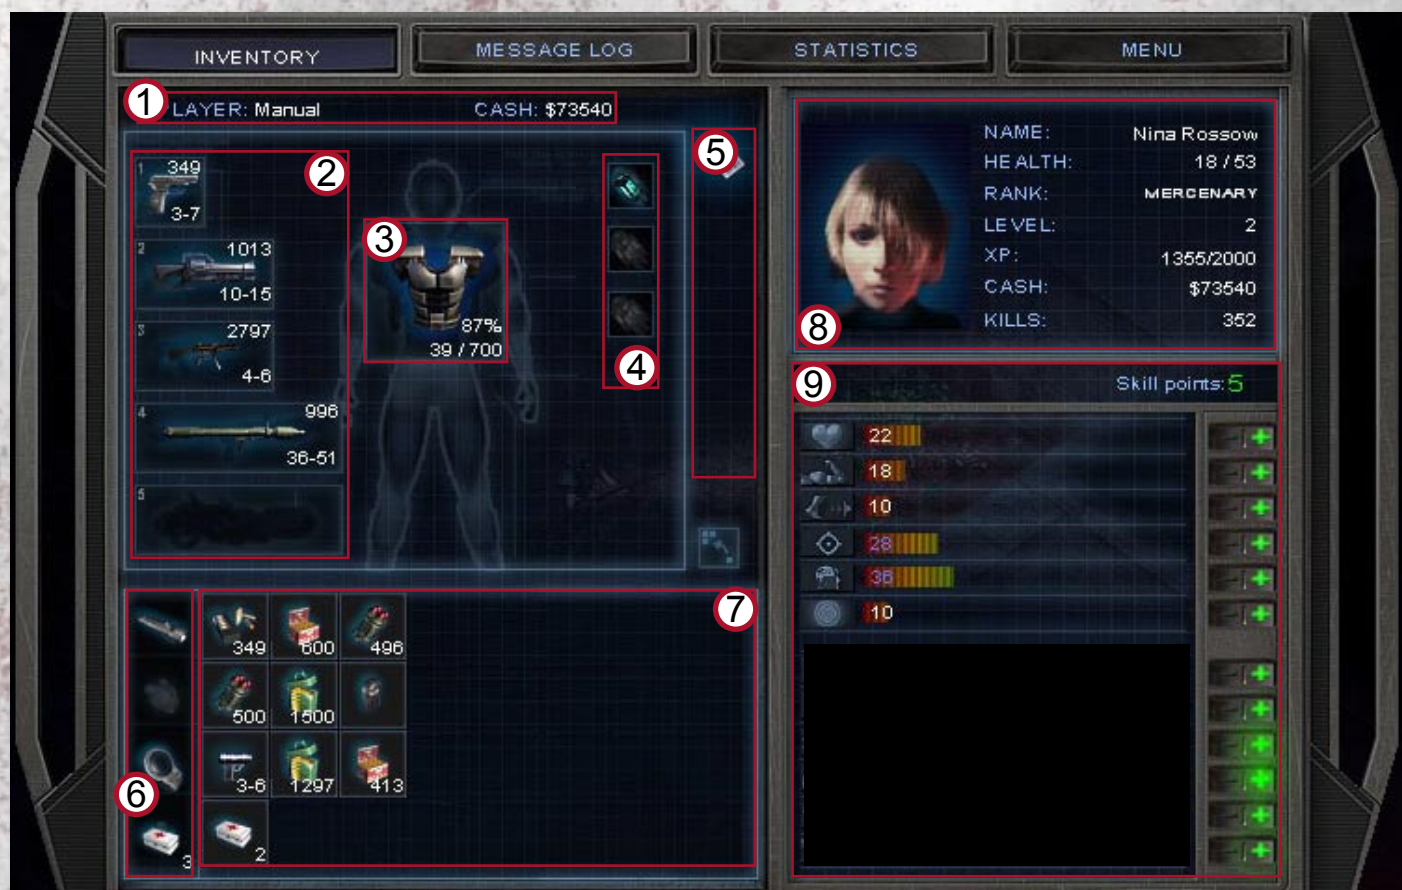 INVENTORY
MESSAGE LOG
STATISTICS
MENU
1
LAYER: Manual
CASH: $73540
2
1
349
3-7
2
1013
10-15
3
2797
4-6
4
996
36-51
5
3
87%
39 / 700
4
5
NAME: Nina Rossow
HEALTH: 18 / 53
RANK: MERCENARY
LEVEL: 2
XP: 1355/2000
CASH: $73540
KILLS: 352
8
9
Skill points:5
22
18
10
28
36
10
6
3
7
349
600
496
500
1500
3-6
1297
413
2